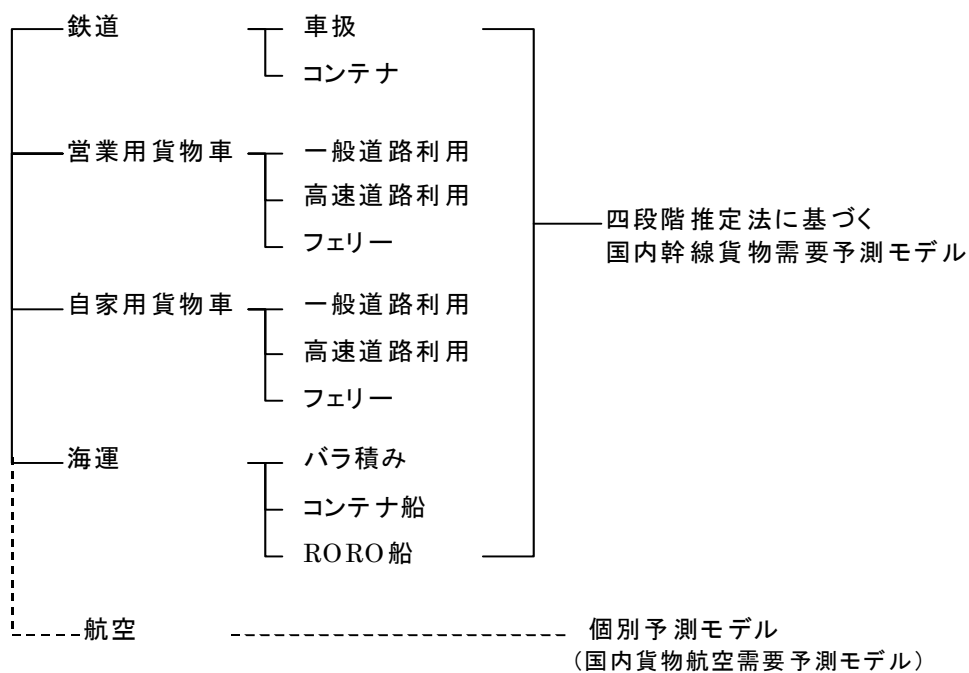 鉄道 車扱
コンテナ
営業用貨物車 一般道路利用
高速道路利用
フェリー
四段階推定法に基づく
国内幹線貨物需要予測モデル
自家用貨物車 一般道路利用
高速道路利用
フェリー
海運 バラ積み
コンテナ船
RORO船
航空 個別予測モデル
（国内貨物航空需要予測モデル）